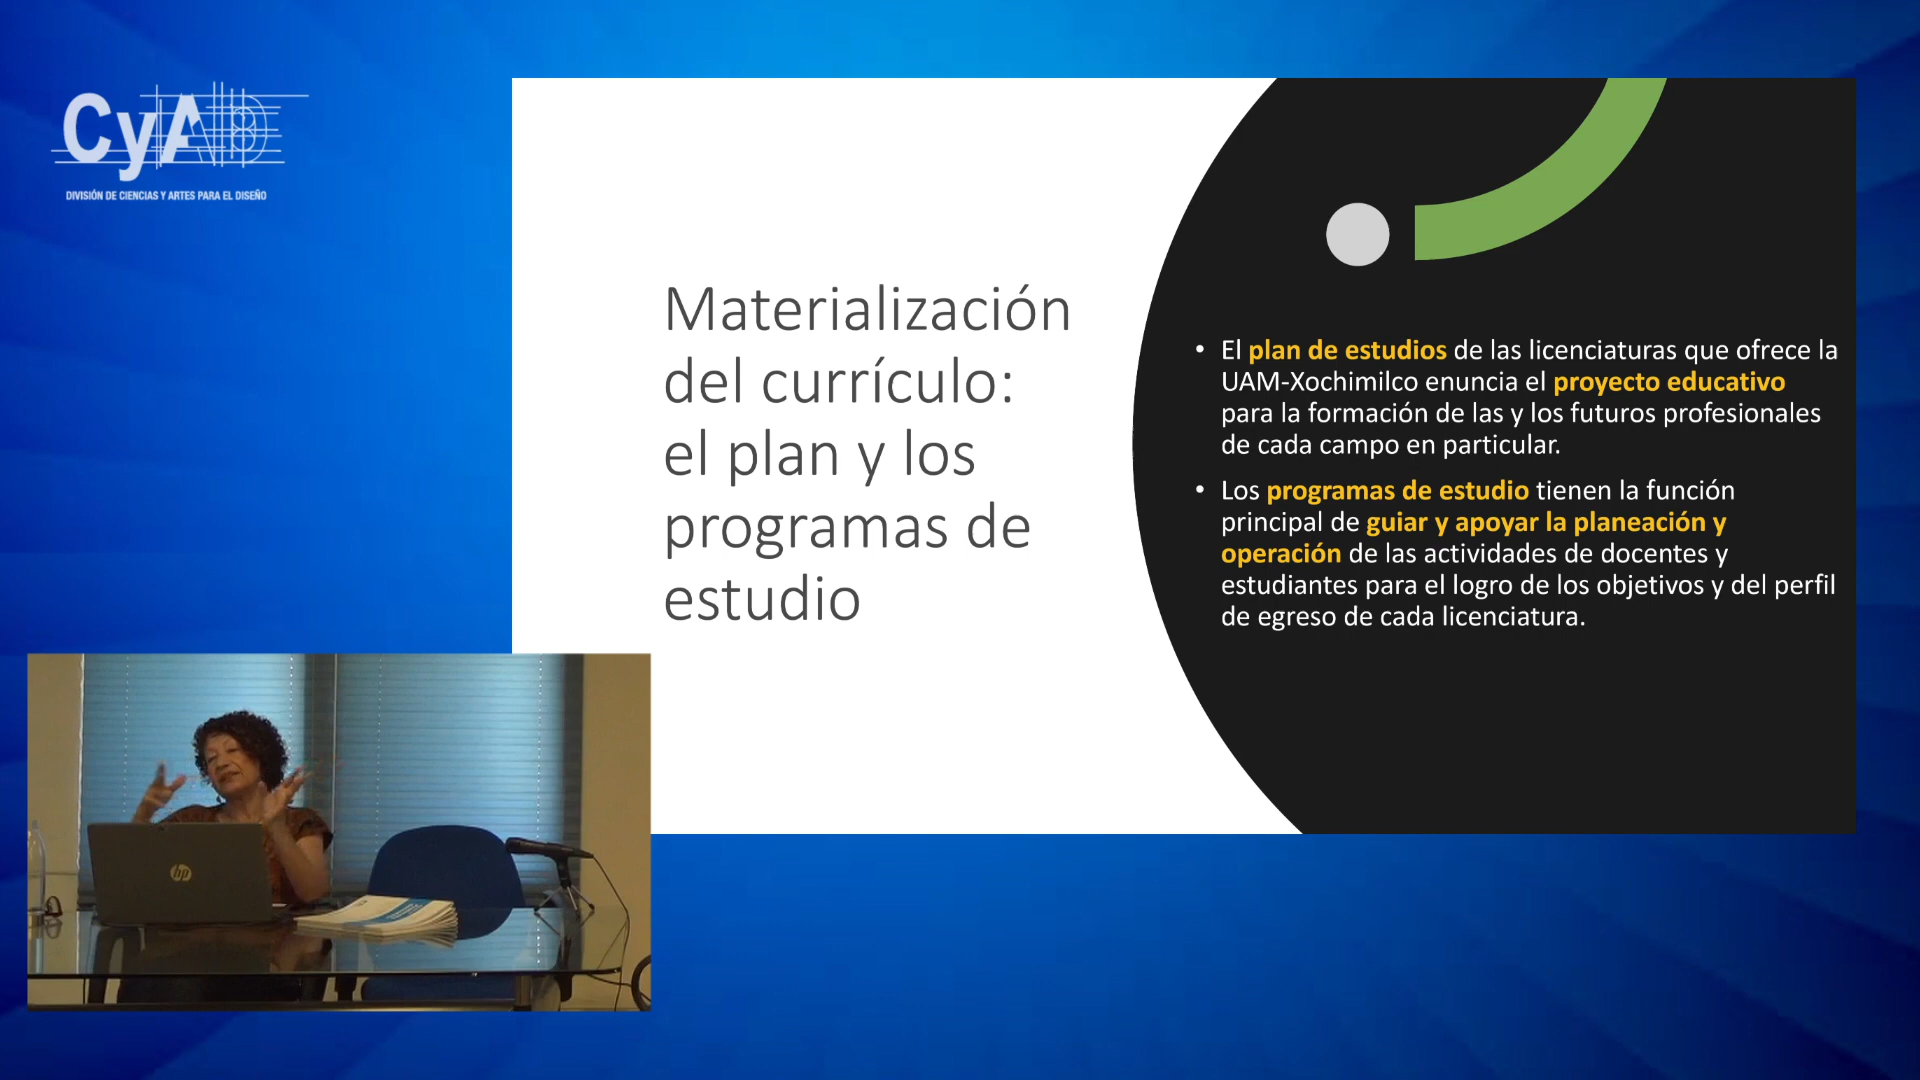 CyAD
DIVISIÓN DE CIENCIAS Y ARTES PARA EL DISEÑO
Materialización
del currículo:
el plan y los
programas de
estudio
• El plan de estudios de las licenciaturas que ofrece la
UAM-Xochimilco enuncia el proyecto educativo
para la formación de las y los futuros profesionales
de cada campo en particular.
• Los programas de estudio tienen la función
principal de guiar y apoyar la planeación y
operación de las actividades de docentes y
estudiantes para el logro de los objetivos y del perfil
de egreso de cada licenciatura.
hp